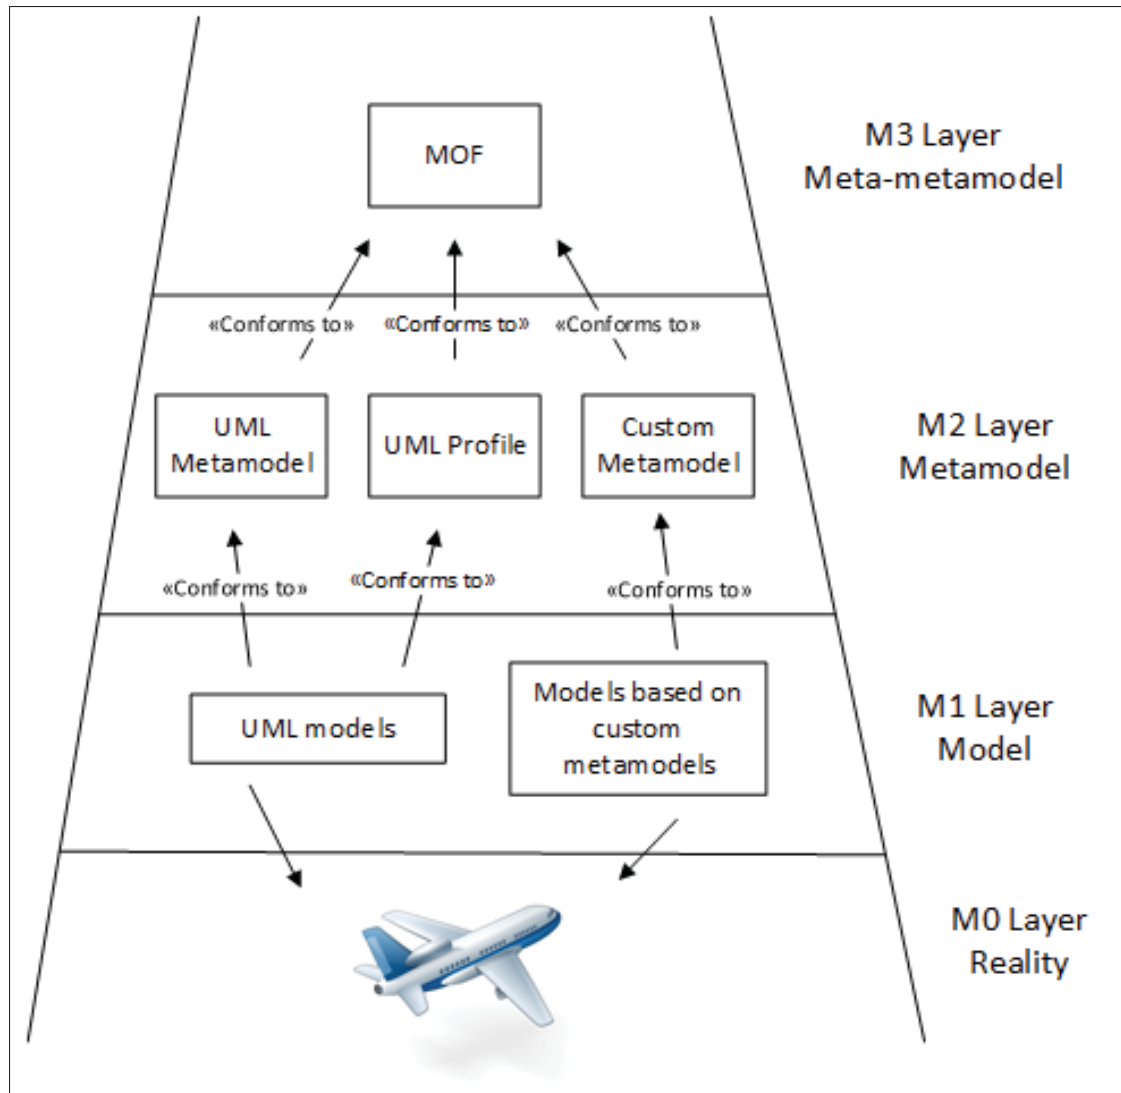 MOF
M3 Layer
Meta-metamodel
«Conforms to» «Conforms to» «Conforms to»
UML
Metamodel
UML Profile
Custom
Metamodel
M2 Layer
Metamodel
«Conforms to»
«Conforms to»
«Conforms to»
UML models
Models based on
custom
metamodels
M1 Layer
Model
M0 Layer
Reality